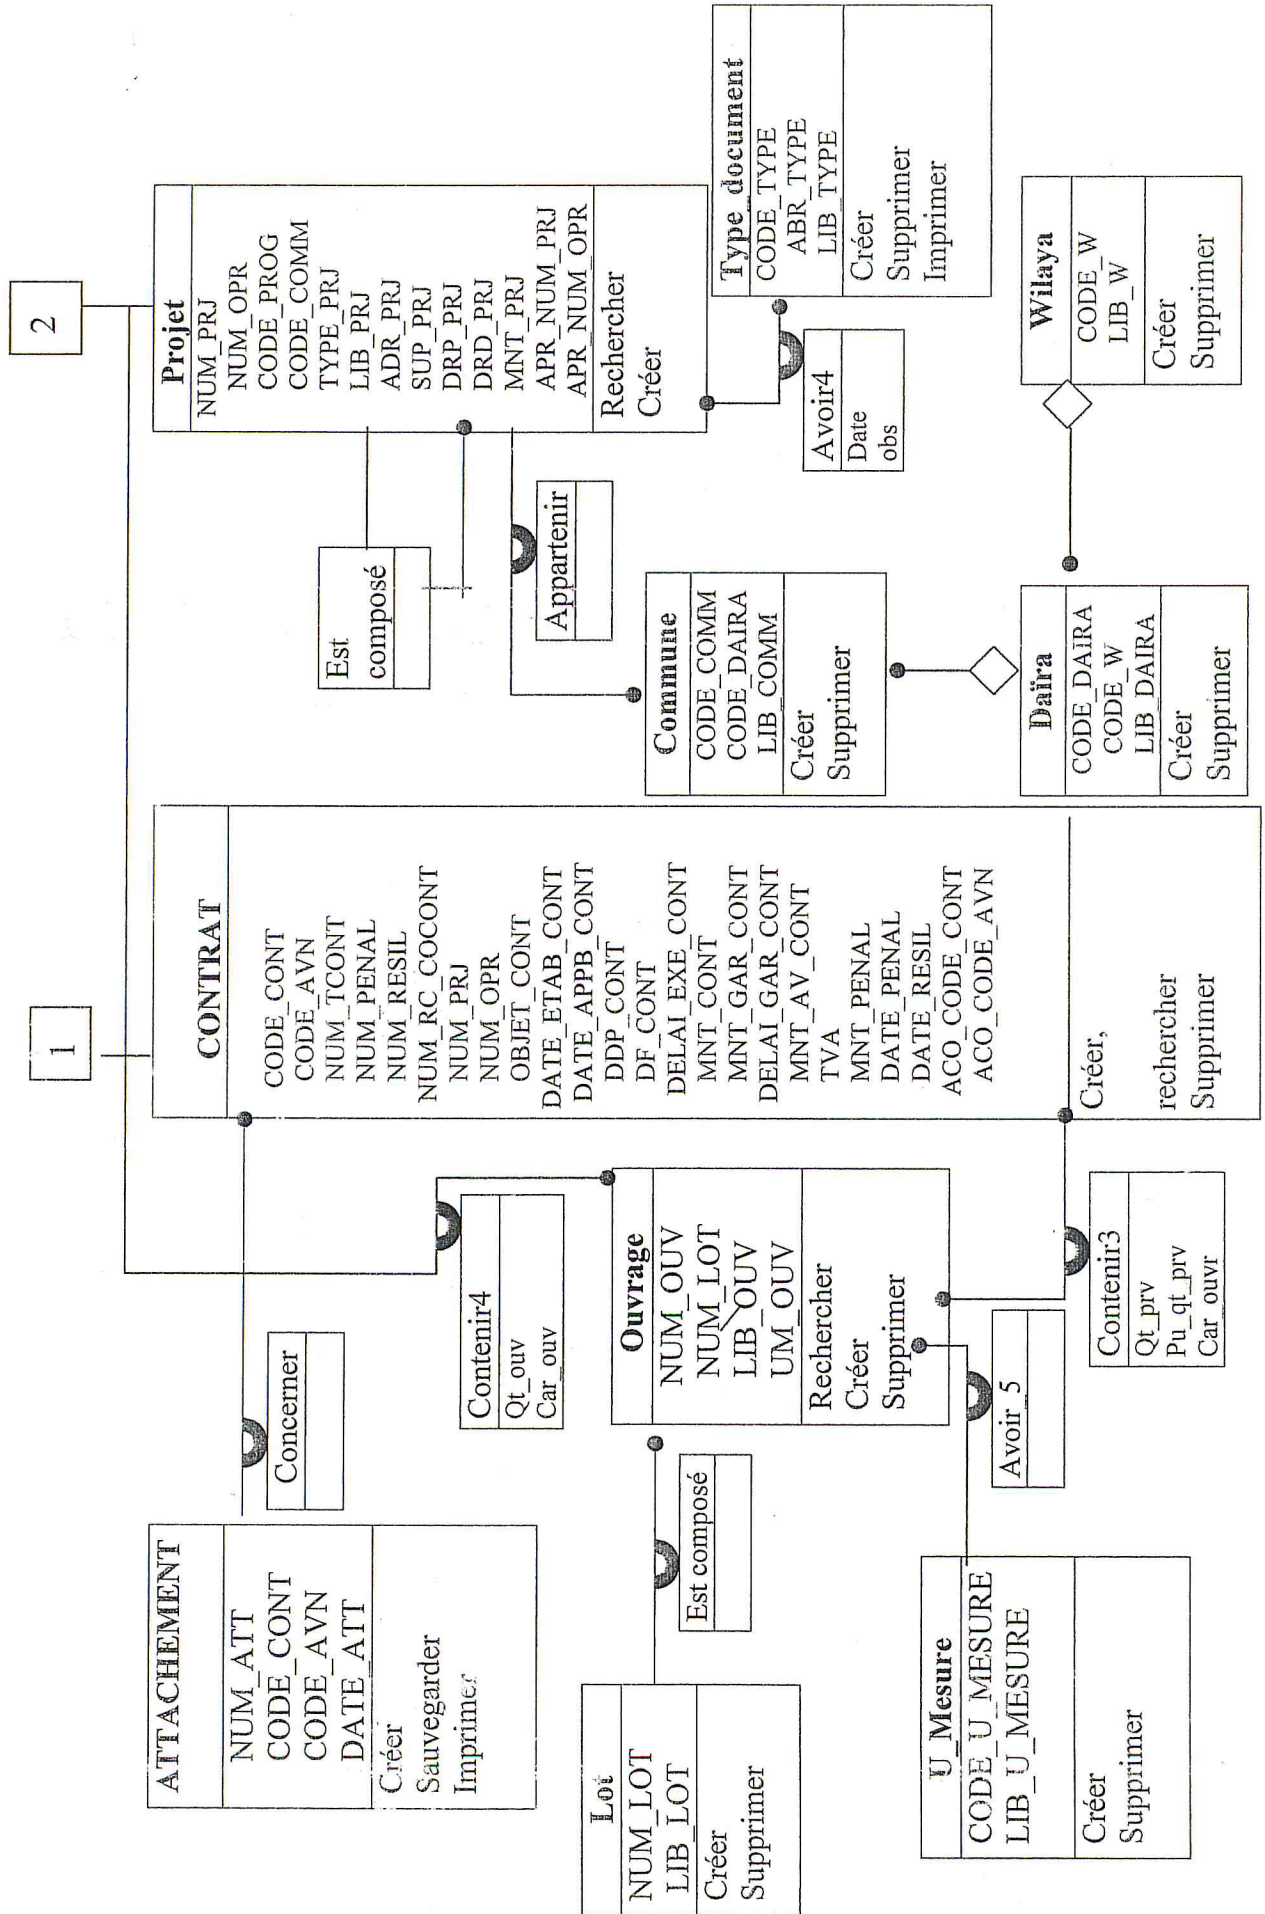 1
2
ATTACHEMENT
NUM_ATT
CODE_CONT
CODE_AVN
DATE_ATT
Créer
Sauvegarder
Imprimer
Concerner
CONTRAT
CODE_CONT
CODE_AVN
NUM_TCONT
NUM_PENAL
NUM_RESIL
NUM_RC_COCONT
NUM_PRJ
NUM_OPR
OBJET_CONT
DATE_ETAB_CONT
DATE_APPB_CONT
DDP_CONT
DF_CONT
DELAI_EXE_CONT
MNT_CONT
MNT_GAR_CONT
DELAI_GAR_CONT
MNT_AV_CONT
TVA
MNT_PENAL
DATE_PENAL
DATE_RESIL
ACO_CODE_CONT
ACO_CODE_AVN
Créer,
rechercher
Supprimer
Projet
NUM_PRJ
NUM_OPR
CODE_PROG
CODE_COMM
TYPE_PRJ
LIB_PRJ
ADR_PRJ
SUP_PRJ
DRP_PRJ
DRD_PRJ
MNT_PRJ
APR_NUM_PRJ
APR_NUM_OPR
Rechercher
Créer
Est
composé
Appartenir
Contenir4
Qt_ouv
Car_ouv
Lot
NUM_LOT
LIB_LOT
Créer
Supprimer
Est composé
Ouvrage
NUM_OUV
NUM_LOT
LIB_OUV
UM_OUV
Rechercher
Créer
Supprimer
Commune
CODE_COMM
CODE_DAIRA
LIB_COMM
Créer
Supprimer
Avoir4
Date
obs
Type_document
CODE_TYPE
ABR_TYPE
LIB_TYPE
Créer
Supprimer
Imprimer
U_Mesure
CODE_U_MESURE
LIB_U_MESURE
Créer
Supprimer
Avoir_5
Contenir3
Qt_prv
Pu_qt_prv
Car_ouvr
Daïra
CODE_DAIRA
CODE_W
LIB_DAIRA
Créer
Supprimer
Wilaya
CODE_W
LIB_W
Créer
Supprimer